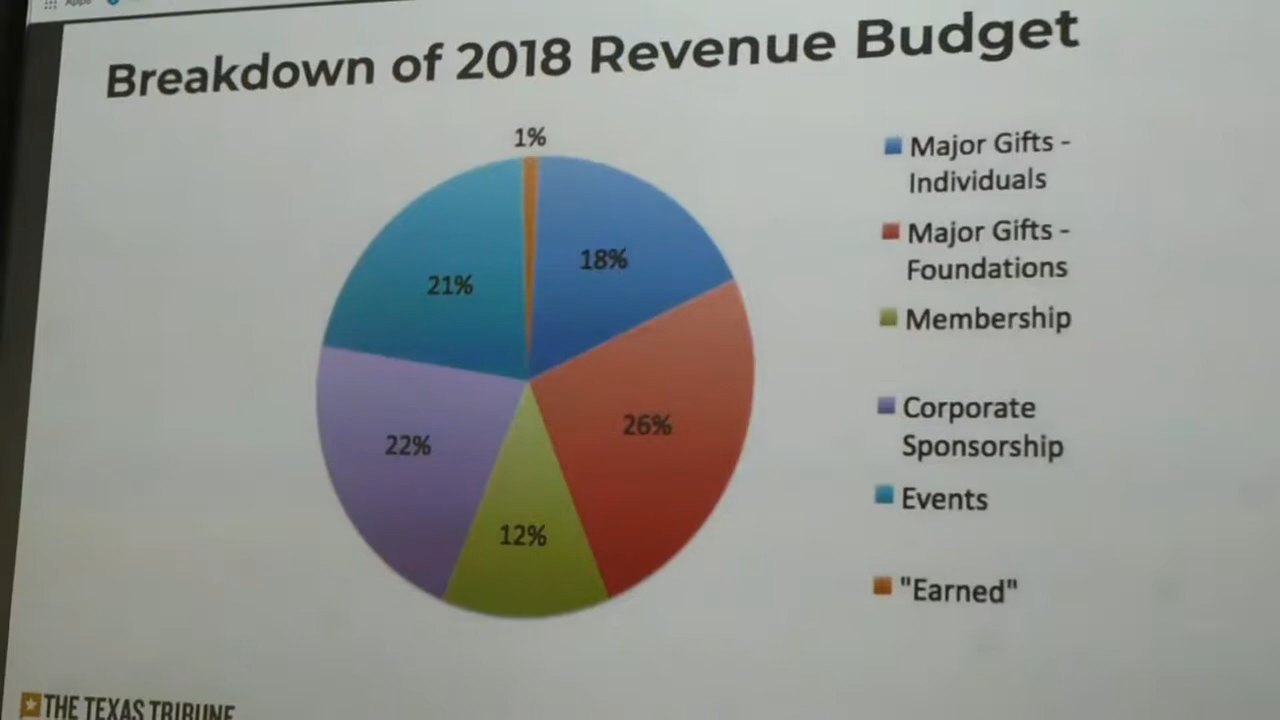 Apps
Breakdown of 2018 Revenue Budget
1%
18%
21%
26%
22%
12%
Major Gifts -
Individuals
Major Gifts -
Foundations
Membership
Corporate
Sponsorship
Events
"Earned"
THE TEXAS TRIBUNE